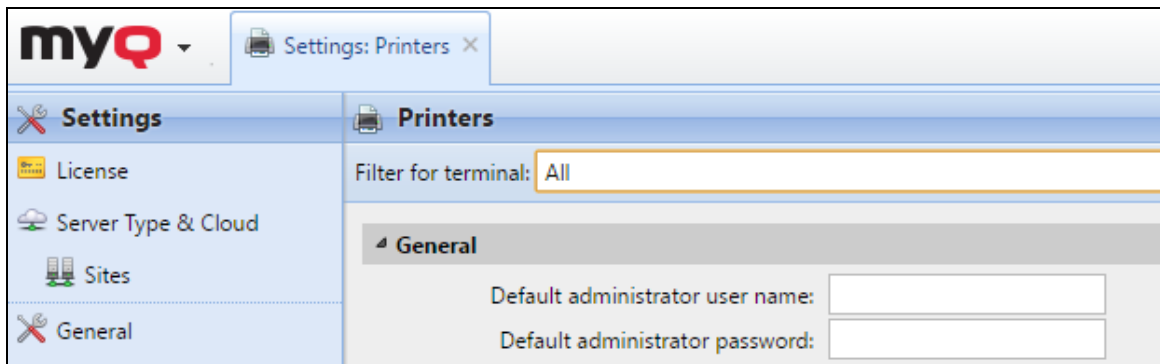 myQ
Settings: Printers
Settings
License
Server Type & Cloud
Sites
General
Printers
Filter for terminal: All
General
Default administrator user name:
Default administrator password: